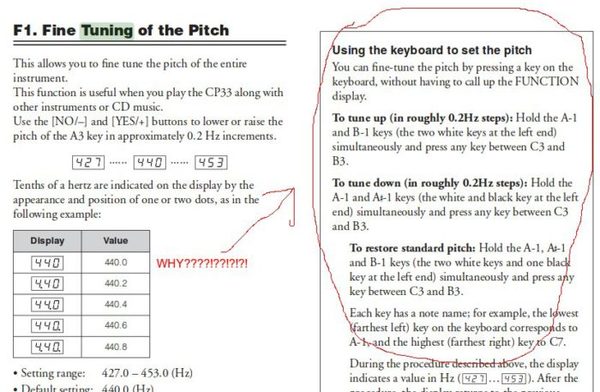 F1. Fine Tuning of the Pitch
This allows you to fine tune the pitch of the entire
instrument.
This function is useful when you play the CP33 along with
other instruments or CD music.
Use the [NO/–] and [YES/+] buttons to lower or raise the
pitch of the A3 key in approximately 0.2 Hz increments.
427 ······ 440 ······ 453
Tenths of a hertz are indicated on the display by the
appearance and position of one or two dots, as in the
following example:
Display Value
440 440.0
4.40 440.2
44.0 440.4
440. 440.6
4.40. 440.8
WHY????!??!?!?!
• Setting range: 427.0 – 453.0 (Hz)
• Default setting: 440.0 (Hz)
Using the keyboard to set the pitch
You can fine-tune the pitch by pressing a key on the
keyboard, without having to call up the FUNCTION
display.
To tune up (in roughly 0.2Hz steps): Hold the A-1
and B-1 keys (the two white keys at the left end)
simultaneously and press any key between C3 and
B3.
To tune down (in roughly 0.2Hz steps): Hold the
A-1 and A♯-1 keys (the white and black key at the left
end) simultaneously and press any key between C3
and B3.
To restore standard pitch: Hold the A-1, A♯-1
and B-1 keys (the two white keys and one black
key at the left end) simultaneously and press any
key between C3 and B3.
Each key has a note name; for example, the lowest
(farthest left) key on the keyboard corresponds to
A-1, and the highest (farthest right) key to C7.
During the procedure described above, the display
indicates a value in Hz (427...453). After the
procedure, the display returns to the previous